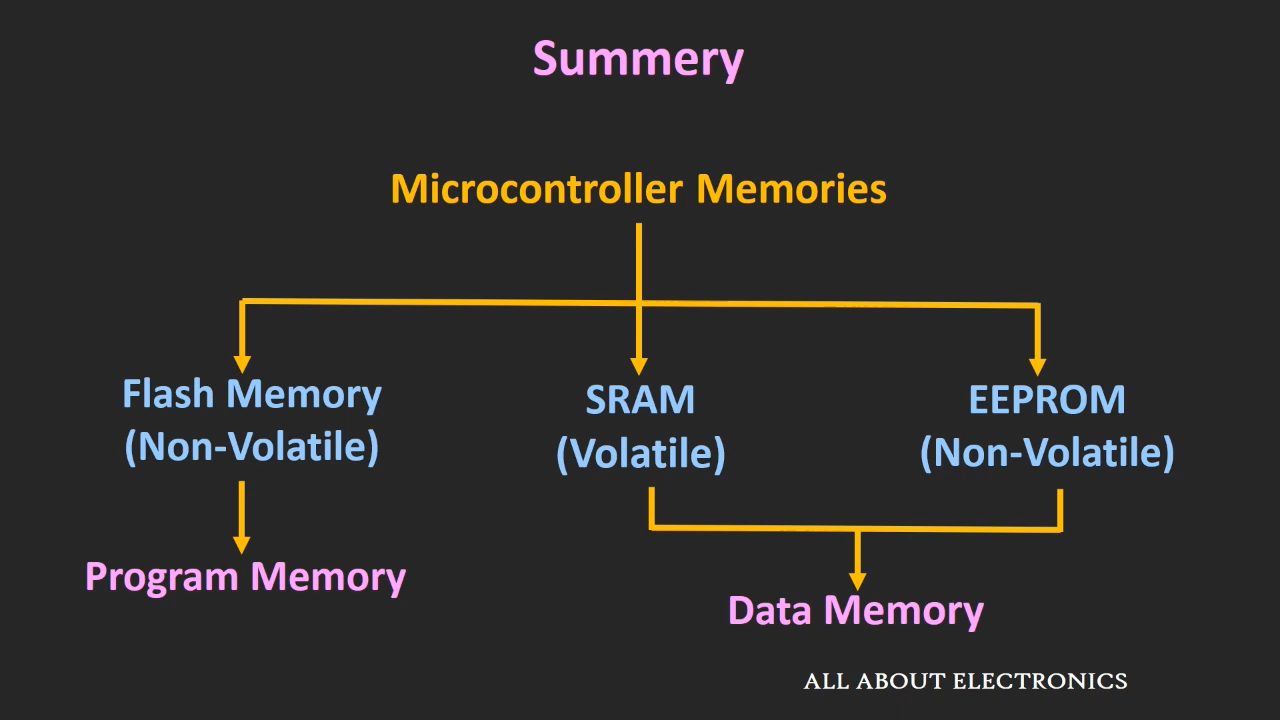 Summery
Microcontroller Memories
Flash Memory
(Non-Volatile)
SRAM
(Volatile)
EEPROM
(Non-Volatile)
Program Memory
Data Memory
ALL ABOUT ELECTRONICS